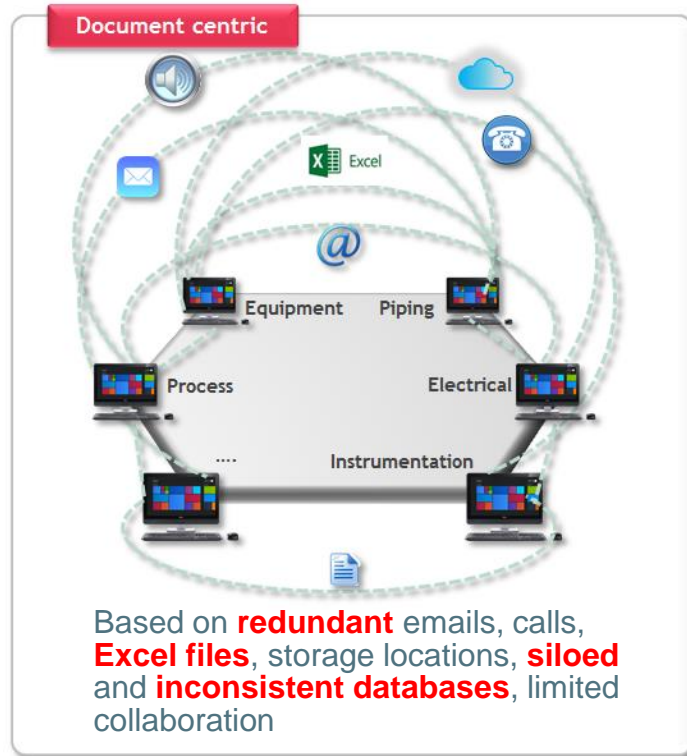 Document centric
Excel
@
Equipment Piping
Process Electrical
.... Instrumentation
Based on redundant emails, calls,
Excel files, storage locations, siloed
and inconsistent databases, limited
collaboration